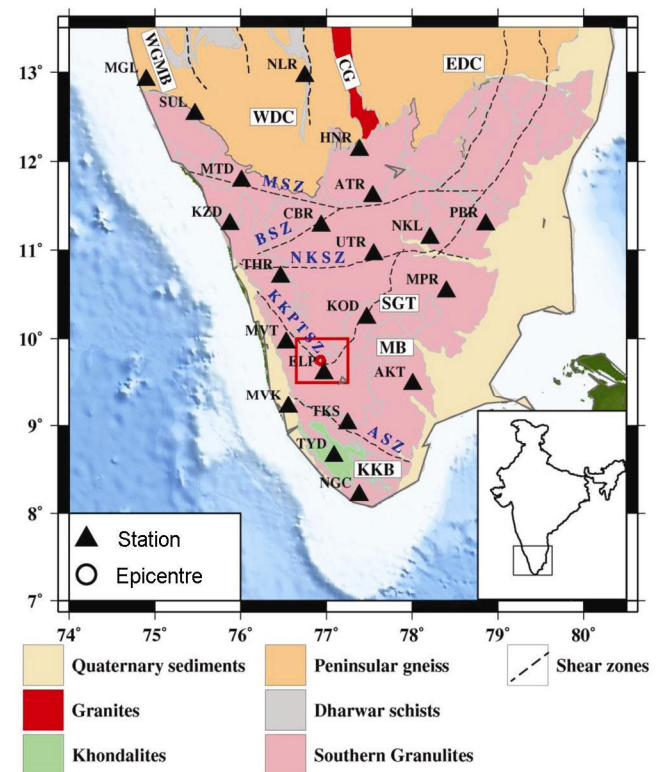 WGMB
CG
EDC
13°
MGL
NLR
SUL
WDC
HNR
12°
MTD
MSZ
ATR
KZD
CBR
NKL
PBR
BSZ
UTR
11°
NKSZ
THR
MPR
KKPTSZ
KOD
SGT
10°
MVT
MB
ELP
AKT
MVK
9°
TKS
ASZ
TYD
KKB
NGC
8°
Station
Epicentre
7°
74° 75° 76° 77° 78° 79° 80°
Quaternary sediments Peninsular gneiss Shear zones
Granites Dharwar schists
Khondalites Southern Granulites